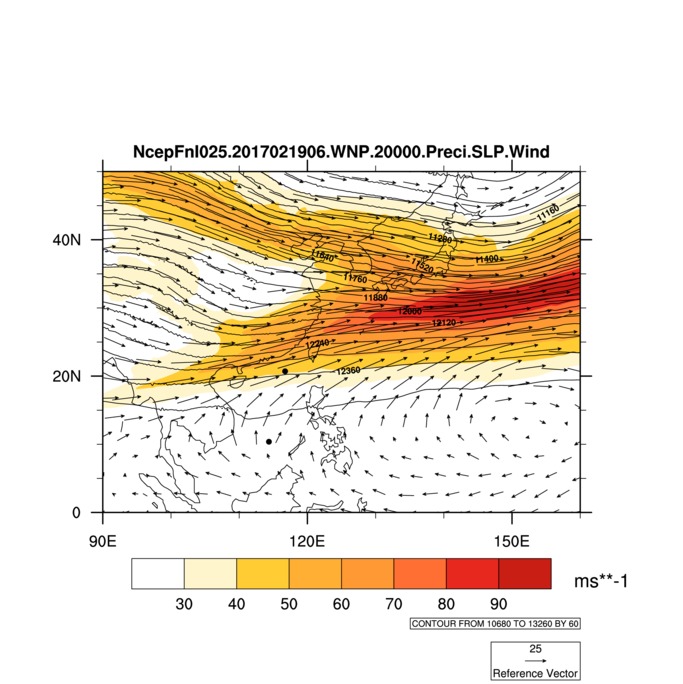 NcepFnl025.2017021906.WNP.20000.Preci.SLP.Wind
11160
40N
11280
11400
11640
11520
11760
11880
12000
12120
12240
12360
20N
0
90E
120E
150E
ms**-1
30 40 50 60 70 80 90
CONTOUR FROM 10680 TO 13260 BY 60
25
Reference Vector